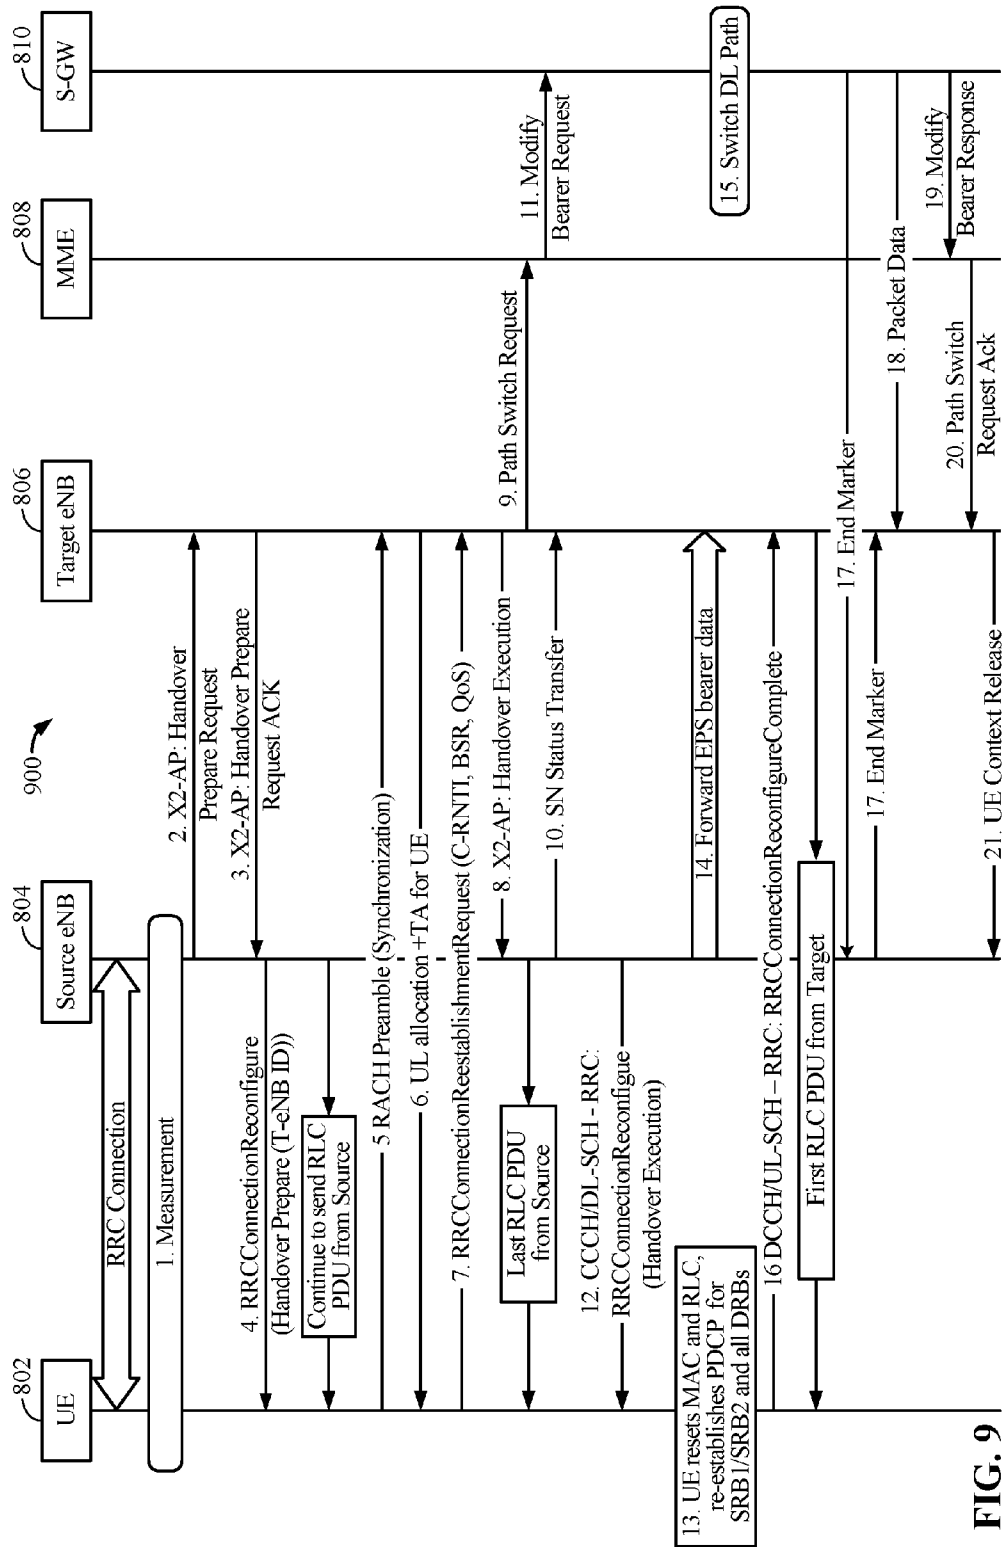 900
802
804
806
808
810
UE
Source eNB
Target eNB
MME
S-GW
RRC Connection
1. Measurement
2. X2-AP: Handover
Prepare Request
3. X2-AP: Handover Prepare
Request ACK
4. RRCConnectionReconfigure
(Handover Prepare (T-eNB ID))
Continue to send RLC
PDU from Source
5 RACH Preamble (Synchronization)
6. UL allocation +TA for UE
7. RRCConnectionReestablishmentRequest (C-RNTI, BSR, QoS)
8. X2-AP: Handover Execution
9. Path Switch Request
Last RLC PDU
from Source
10. SN Status Transfer
11. Modify
Bearer Request
12. CCCH/DL-SCH - RRC:
RRCConnectionReconfigue
(Handover Execution)
13. UE resets MAC and RLC,
re-establishes PDCP for
SRB1/SRB2 and all DRBs
14. Forward EPS bearer data
15. Switch DL Path
16 DCCH/UL-SCH – RRC: RRCConnectionReconfigureComplete
First RLC PDU from Target
17. End Marker
17. End Marker
18. Packet Data
19. Modify
Bearer Response
20. Path Switch
Request Ack
21. UE Context Release
FIG. 9